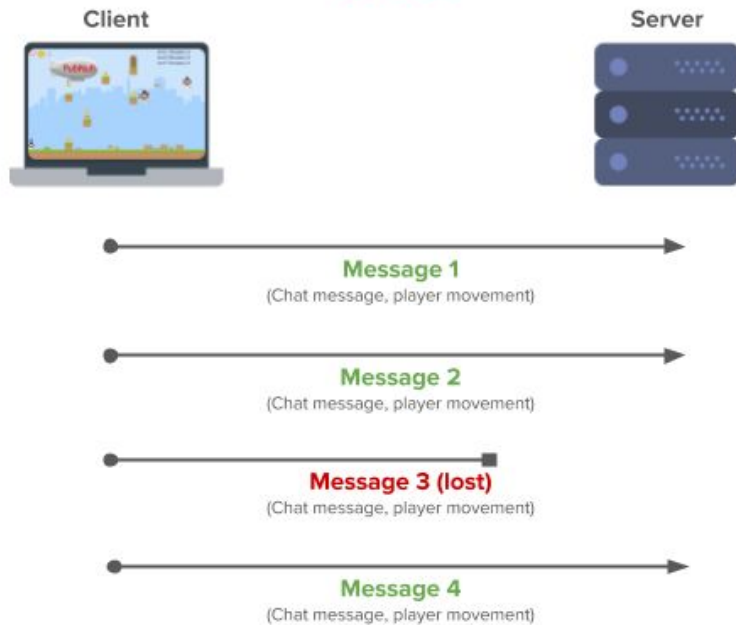 Client
Server
Message 1
(Chat message, player movement)
Message 2
(Chat message, player movement)
Message 3 (lost)
(Chat message, player movement)
Message 4
(Chat message, player movement)